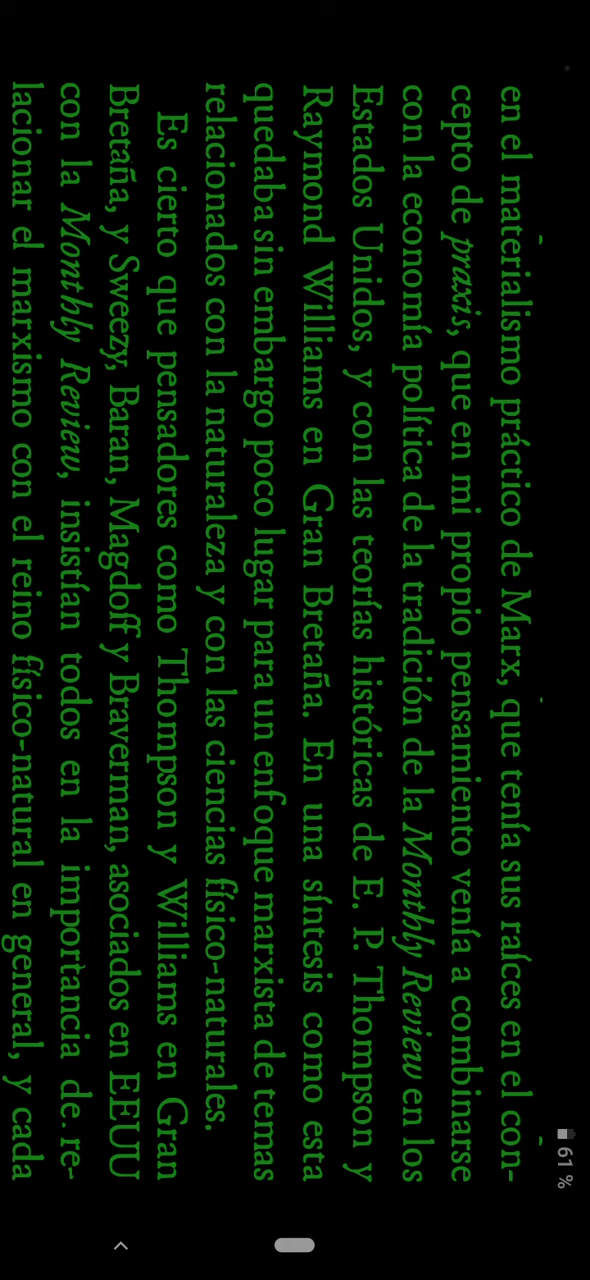 61 %
en el materialismo práctico de Marx, que tenía sus raíces en el con-
cepto de praxis, que en mi propio pensamiento venía a combinarse
con la economía política de la tradición de la Monthly Review en los
Estados Unidos, y con las teorías históricas de E. P. Thompson y
Raymond Williams en Gran Bretaña. En una síntesis como esta
quedaba sin embargo poco lugar para un enfoque marxista de temas
relacionados con la naturaleza y con las ciencias físico-naturales.
Es cierto que pensadores como Thompson y Williams en Gran
Bretaña, y Sweezy, Baran, Magdoff y Braverman, asociados en EEUU
con la Monthly Review, insistían todos en la importancia de re-
lacionar el marxismo con el reino físico-natural en general, y cada